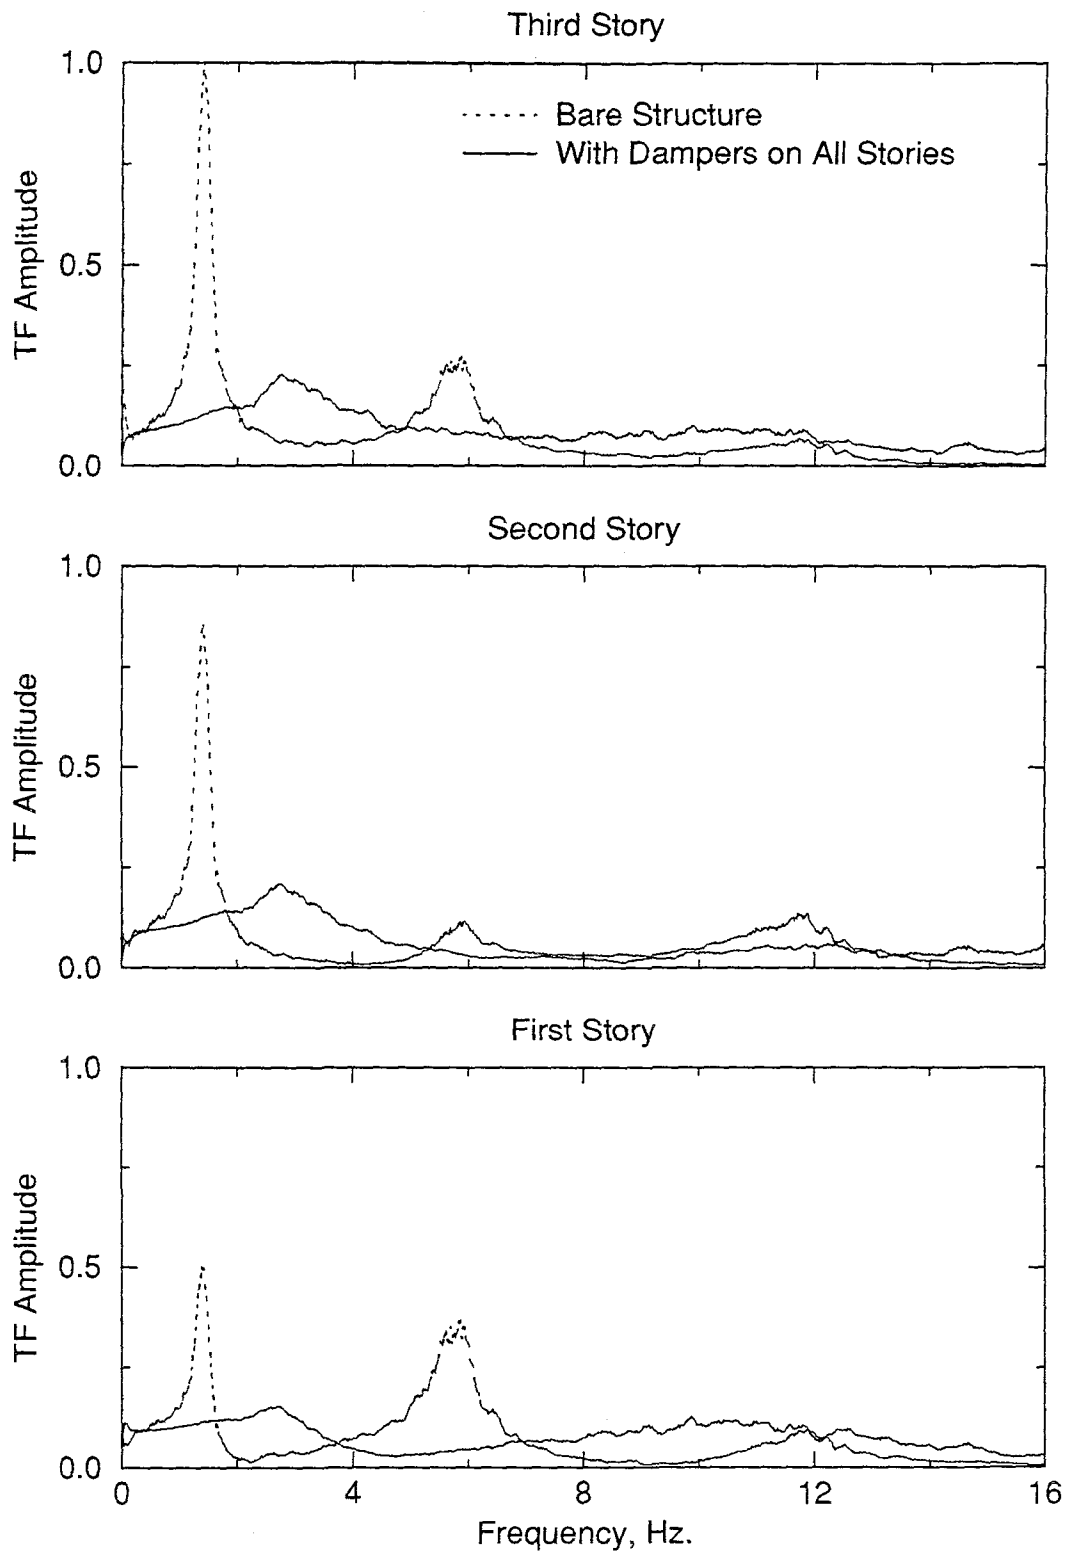 Third Story
1.0
Bare Structure
With Dampers on All Stories
TF Amplitude
0.5
0.0
Second Story
1.0
TF Amplitude
0.5
0.0
First Story
1.0
TF Amplitude
0.5
0.0
0 4 8 12 16
Frequency, Hz.